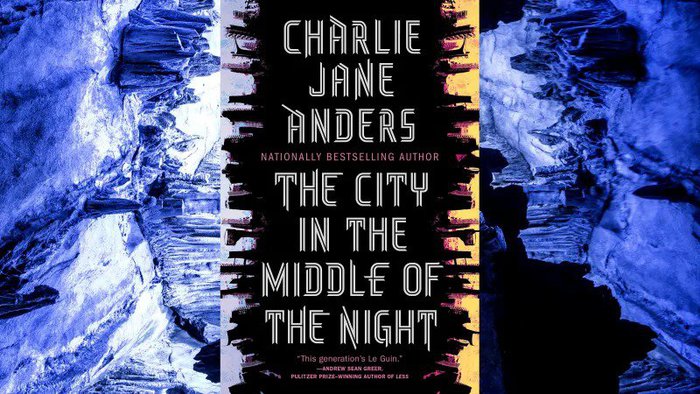 CHARLIE
JANE
ANDERS
NATIONALLY BESTSELLING AUTHOR
THE CITY
IN THE
MIDDLE OF
THE NIGHT
“This generation's Le Guin.”
—ANDREW SEAN GREER,
PULITZER PRIZE–WINNING AUTHOR OF LESS